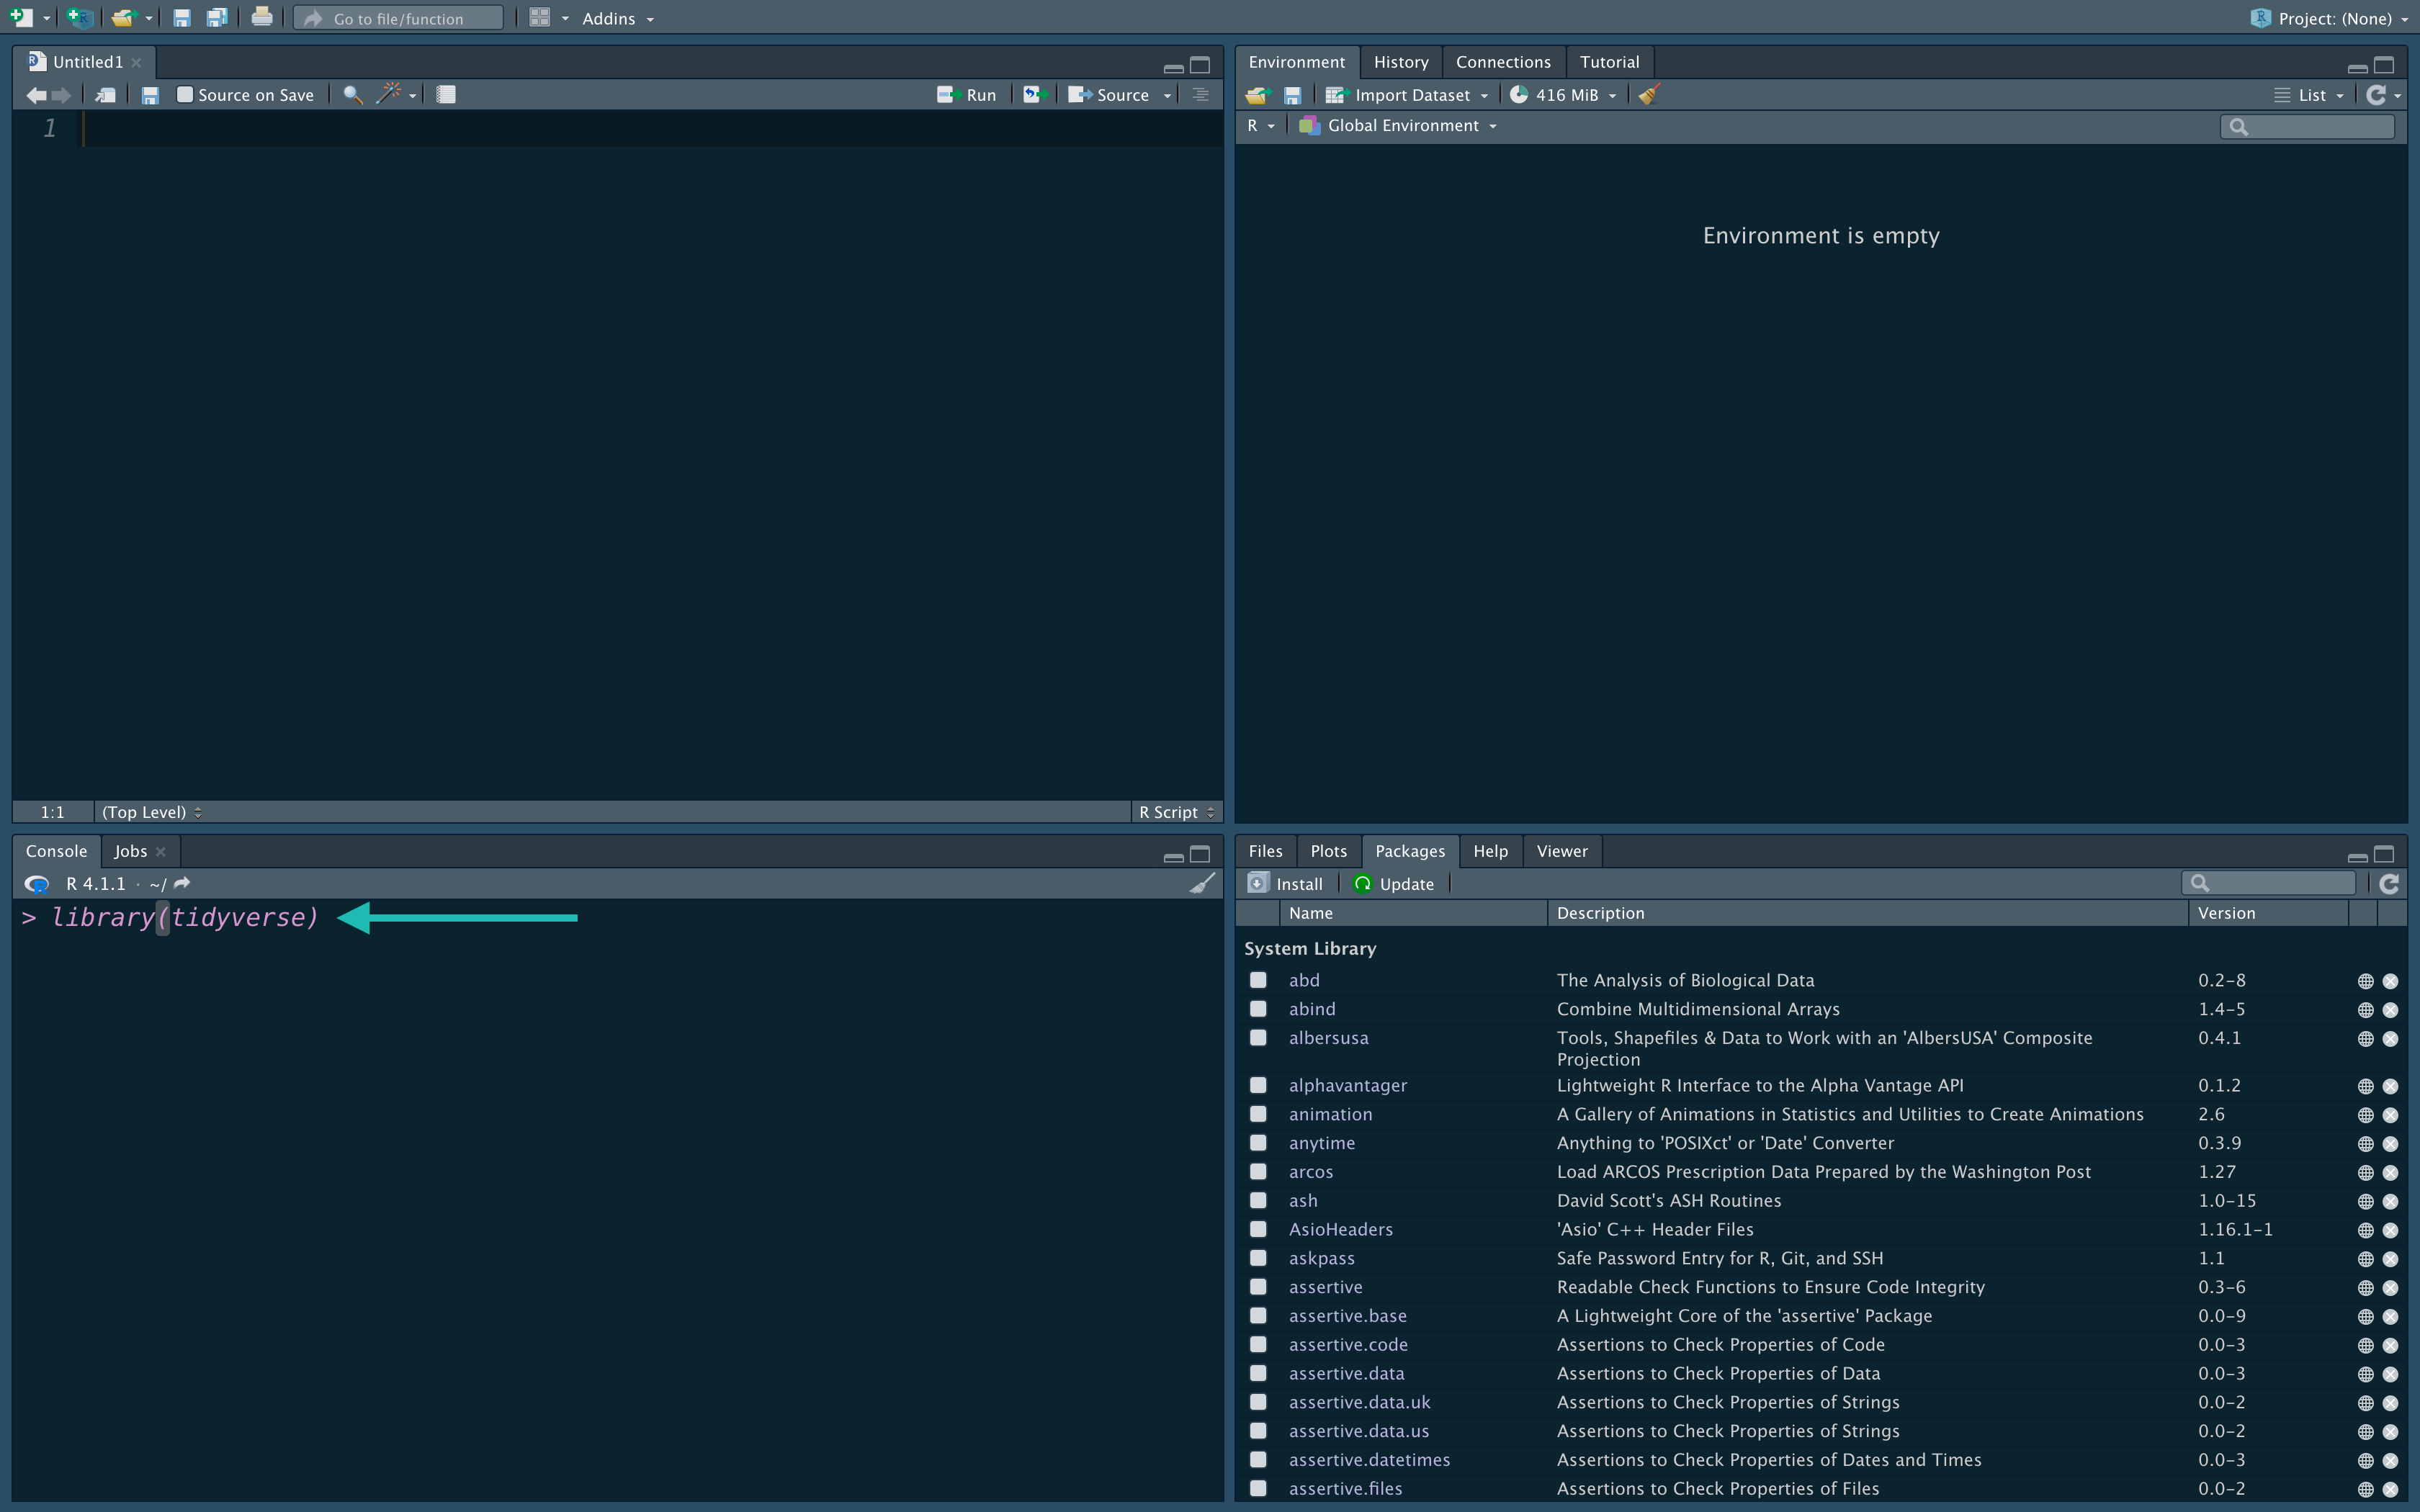 Go to file/function Addins Project: (None)
Untitled1
Source on Save Run Source
1
1:1 (Top Level) R Script
Console Jobs
R 4.1.1 · ~/
> library(tidyverse)
Environment History Connections Tutorial
Import Dataset 416 MiB List
R Global Environment
Environment is empty
Files Plots Packages Help Viewer
Install Update
Name Description Version
System Library
abd The Analysis of Biological Data 0.2-8
abind Combine Multidimensional Arrays 1.4-5
albersusa Tools, Shapefiles & Data to Work with an 'AlbersUSA' Composite 0.4.1
Projection
alphavantager Lightweight R Interface to the Alpha Vantage API 0.1.2
animation A Gallery of Animations in Statistics and Utilities to Create Animations 2.6
anytime Anything to 'POSIXct' or 'Date' Converter 0.3.9
arcos Load ARCOS Prescription Data Prepared by the Washington Post 1.27
ash David Scott's ASH Routines 1.0-15
AsioHeaders 'Asio' C++ Header Files 1.16.1-1
askpass Safe Password Entry for R, Git, and SSH 1.1
assertive Readable Check Functions to Ensure Code Integrity 0.3-6
assertive.base A Lightweight Core of the 'assertive' Package 0.0-9
assertive.code Assertions to Check Properties of Code 0.0-3
assertive.data Assertions to Check Properties of Data 0.0-3
assertive.data.uk Assertions to Check Properties of Strings 0.0-2
assertive.data.us Assertions to Check Properties of Strings 0.0-2
assertive.datetimes Assertions to Check Properties of Dates and Times 0.0-3
assertive.files Assertions to Check Properties of Files 0.0-2